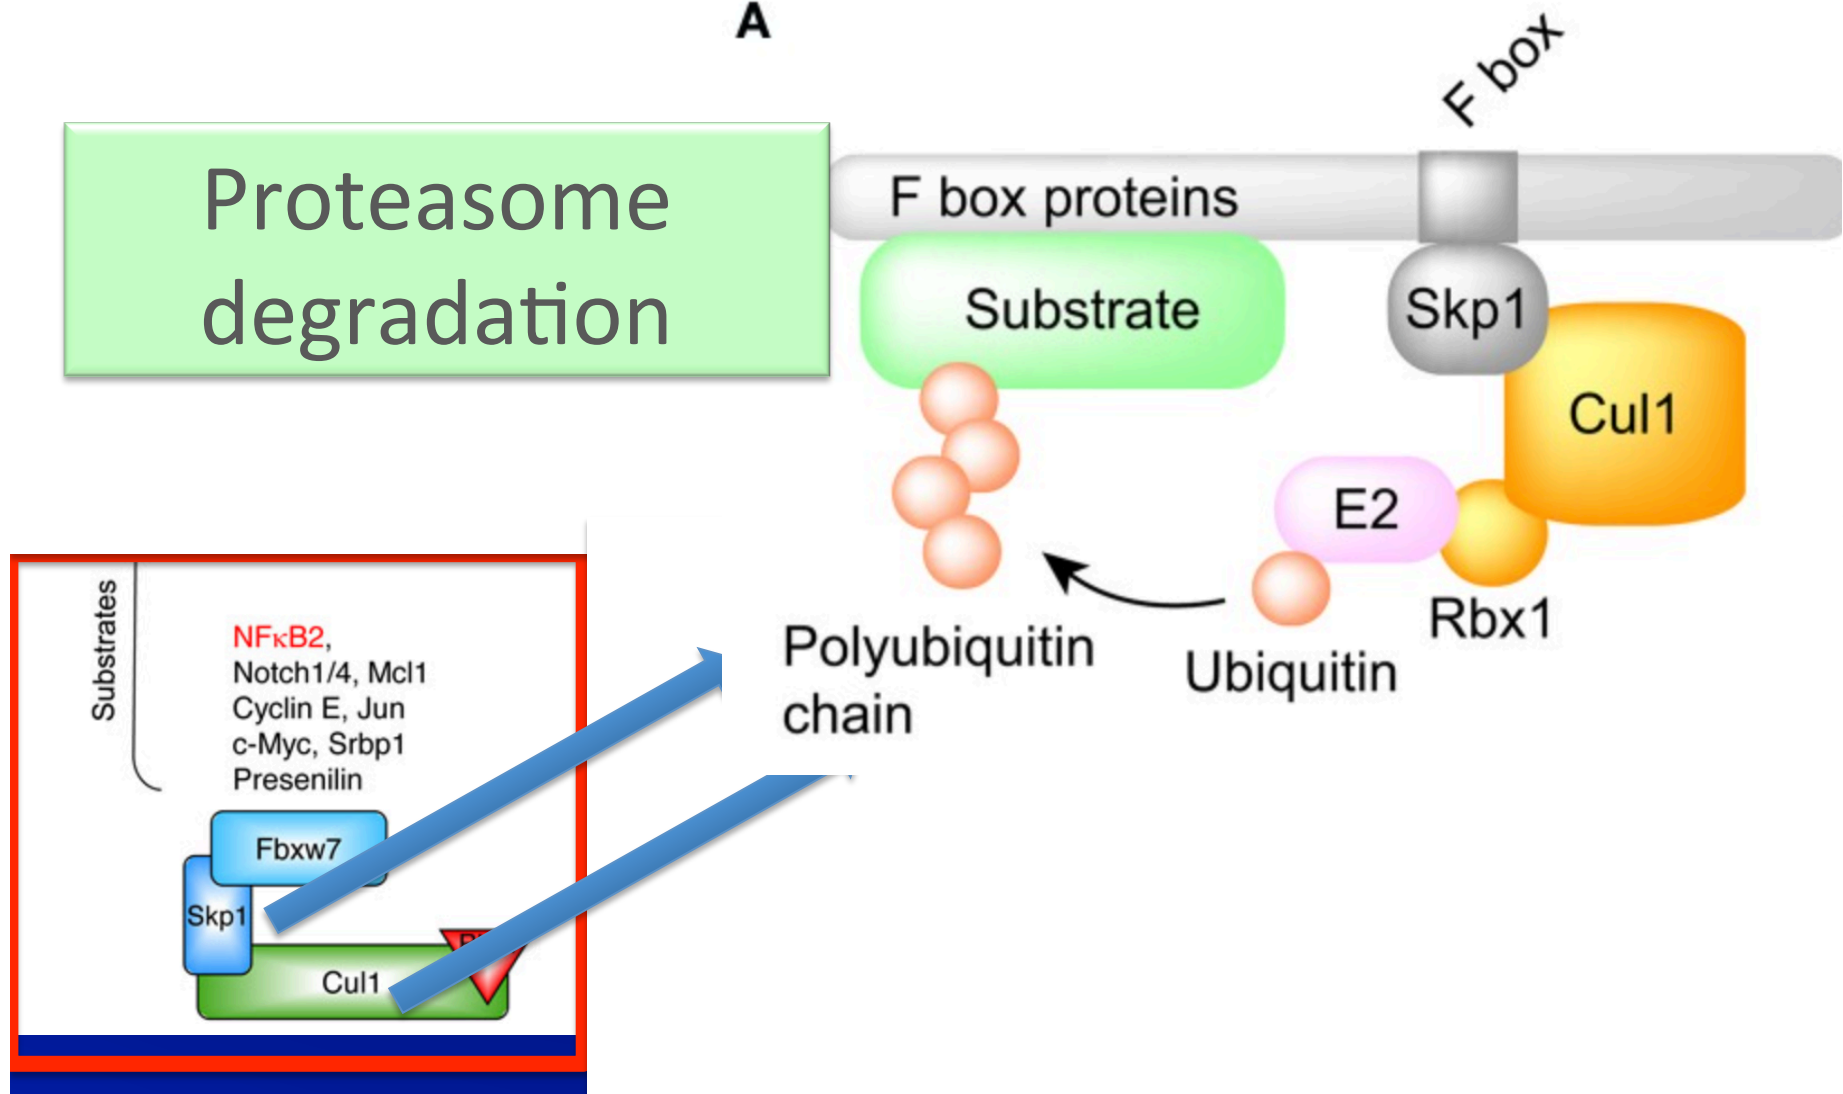 A
F box
Proteasome
degradation
F box proteins
Substrate
Skp1
Cul1
E2
Rbx1
Polyubiquitin
chain
Ubiquitin
Substrates
NFκB2,
Notch1/4, Mcl1
Cyclin E, Jun
c-Myc, Srbp1
Presenilin
Fbxw7
Skp1
Cul1